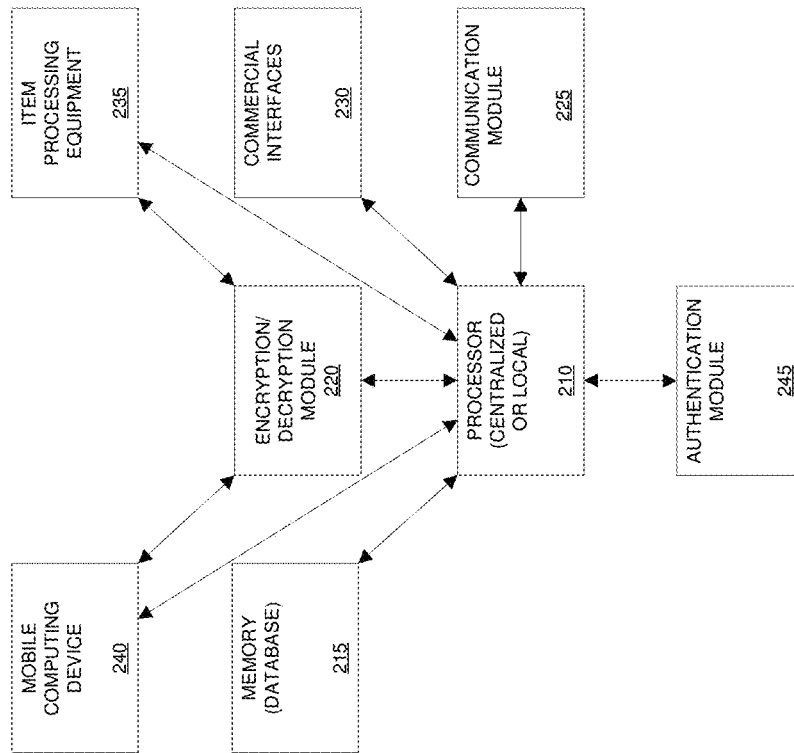 MOBILE
COMPUTING
DEVICE
240
MEMORY
(DATABASE)
215
ENCRYPTION/
DECRYPTION
MODULE
220
PROCESSOR
(CENTRALIZED
OR LOCAL)
210
AUTHENTICATION
MODULE
245
ITEM
PROCESSING
EQUIPMENT
235
COMMERCIAL
INTERFACES
230
COMMUNICATION
MODULE
225